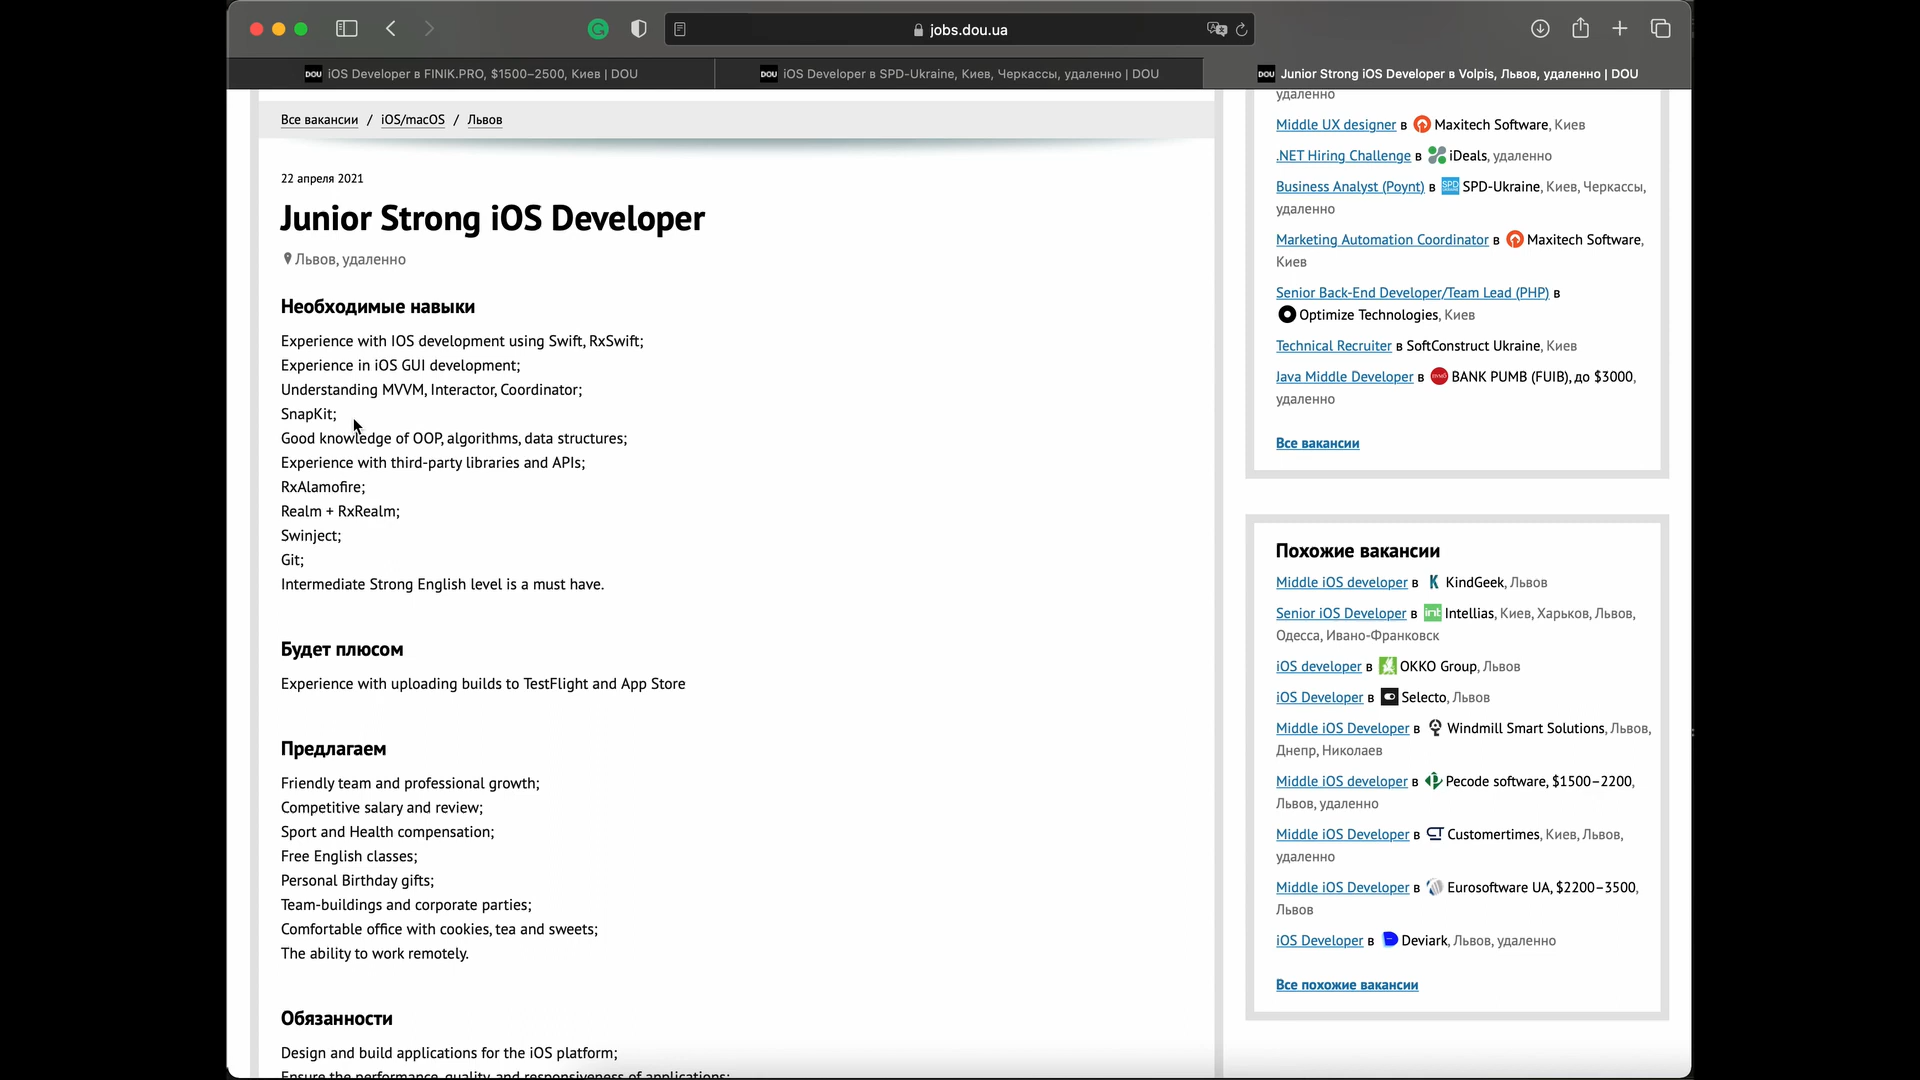 jobs.dou.ua
DOU iOS Developer в FINIK.PRO, $1500–2500, Киев | DOU
DOU iOS Developer в SPD-Ukraine, Киев, Черкассы, удаленно | DOU
DOU Junior Strong iOS Developer в Volpis, Львов, удаленно | DOU
Все вакансии / iOS/macOS / Львов
22 апреля 2021
Junior Strong iOS Developer
Львов, удаленно
Необходимые навыки
Experience with IOS development using Swift, RxSwift;
Experience in iOS GUI development;
Understanding MVVM, Interactor, Coordinator;
SnapKit;
Good knowledge of OOP, algorithms, data structures;
Experience with third-party libraries and APIs;
RxAlamofire;
Realm + RxRealm;
Swinject;
Git;
Intermediate Strong English level is a must have.
Будет плюсом
Experience with uploading builds to TestFlight and App Store
Предлагаем
Friendly team and professional growth;
Competitive salary and review;
Sport and Health compensation;
Free English classes;
Personal Birthday gifts;
Team-buildings and corporate parties;
Comfortable office with cookies, tea and sweets;
The ability to work remotely.
Обязанности
Design and build applications for the iOS platform;
Ensure the performance, quality, and responsiveness of applications;
удаленно
Middle UX designer в Maxitech Software, Киев
.NET Hiring Challenge в iDeals, удаленно
Business Analyst (Poynt) в SPD SPD-Ukraine, Киев, Черкассы,
удаленно
Marketing Automation Coordinator в Maxitech Software,
Киев
Senior Back-End Developer/Team Lead (PHP) в
Optimize Technologies, Киев
Technical Recruiter в SoftConstruct Ukraine, Киев
Java Middle Developer в BANK PUMB (FUIB), до $3000,
удаленно
Все вакансии
Похожие вакансии
Middle iOS developer в KindGeek, Львов
Senior iOS Developer в int Intellias, Киев, Харьков, Львов,
Одесса, Ивано-Франковск
iOS developer в OKKO Group, Львов
iOS Developer в Selecto, Львов
Middle iOS Developer в Windmill Smart Solutions, Львов,
Днепр, Николаев
Middle iOS developer в Pecode software, $1500–2200,
Львов, удаленно
Middle iOS Developer в Customertimes, Киев, Львов,
удаленно
Middle iOS Developer в Eurosoftware UA, $2200–3500,
Львов
iOS Developer в Deviark, Львов, удаленно
Все похожие вакансии